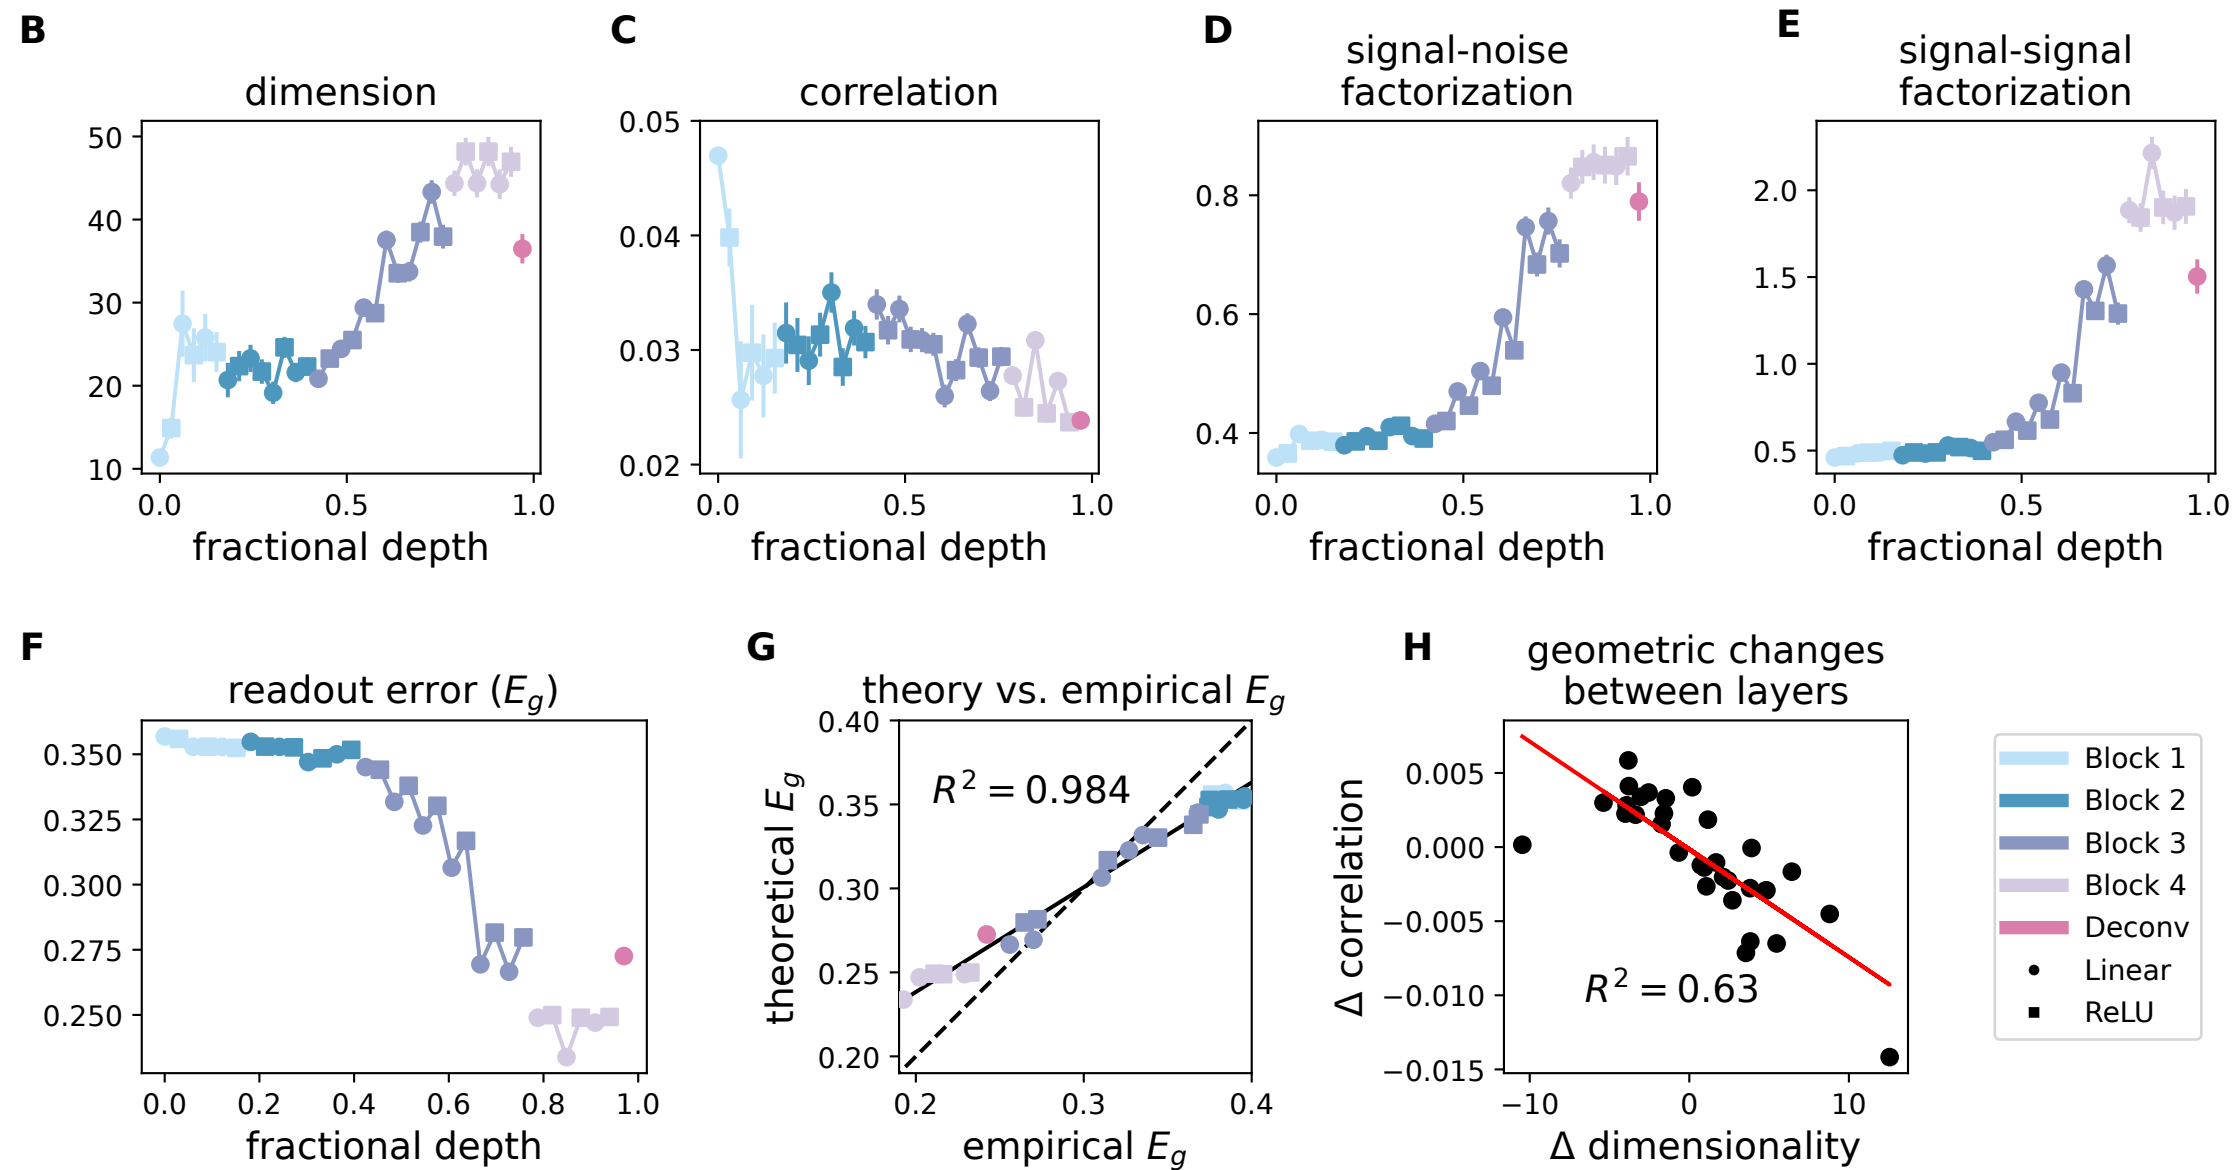 B
dimension
50
40
30
20
10
0.0 0.5 1.0
fractional depth
C
correlation
0.05
0.04
0.03
0.02
0.0 0.5 1.0
fractional depth
D
signal-noise
factorization
0.8
0.6
0.4
0.0 0.5 1.0
fractional depth
E
signal-signal
factorization
2.0
1.5
1.0
0.5
0.0 0.5 1.0
fractional depth
F
readout error (E_g)
0.350
0.325
0.300
0.275
0.250
0.0 0.2 0.4 0.6 0.8 1.0
fractional depth
G
theory vs. empirical E_g
theoretical E_g
0.40
0.35
0.30
0.25
0.20
R² = 0.984
0.2 0.3 0.4
empirical E_g
H
geometric changes
between layers
Δ correlation
0.005
0.000
−0.005
−0.010
−0.015
R² = 0.63
−10 0 10
Δ dimensionality
Block 1
Block 2
Block 3
Block 4
Deconv
Linear
ReLU